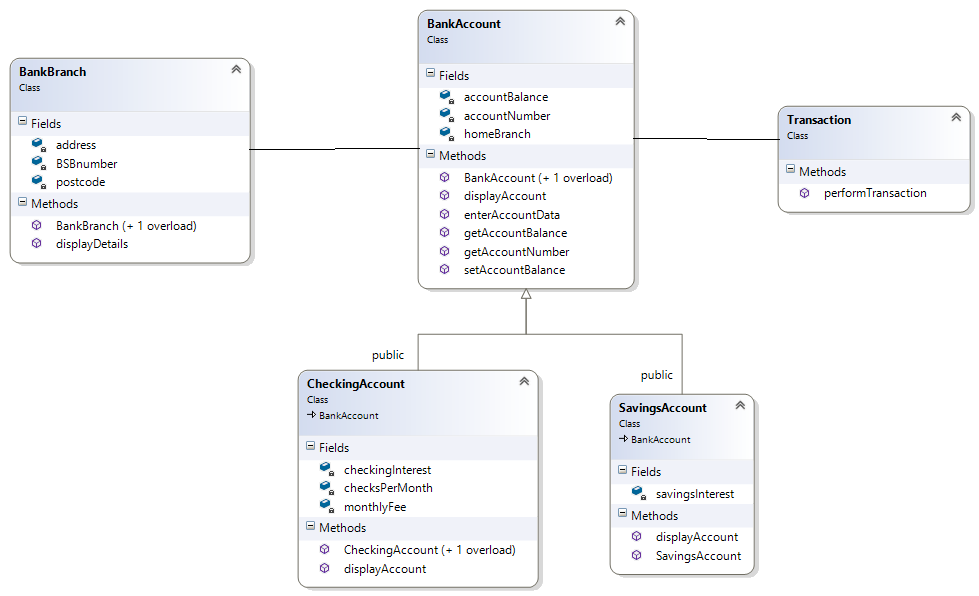 BankBranch
Class
Fields
address
BSBnumber
postcode
Methods
BankBranch (+ 1 overload)
displayDetails
BankAccount
Class
Fields
accountBalance
accountNumber
homeBranch
Methods
BankAccount (+ 1 overload)
displayAccount
enterAccountData
getAccountBalance
getAccountNumber
setAccountBalance
Transaction
Class
Methods
performTransaction
public
CheckingAccount
Class
BankAccount
Fields
checkingInterest
checksPerMonth
monthlyFee
Methods
CheckingAccount (+ 1 overload)
displayAccount
public
SavingsAccount
Class
BankAccount
Fields
savingsInterest
Methods
displayAccount
SavingsAccount